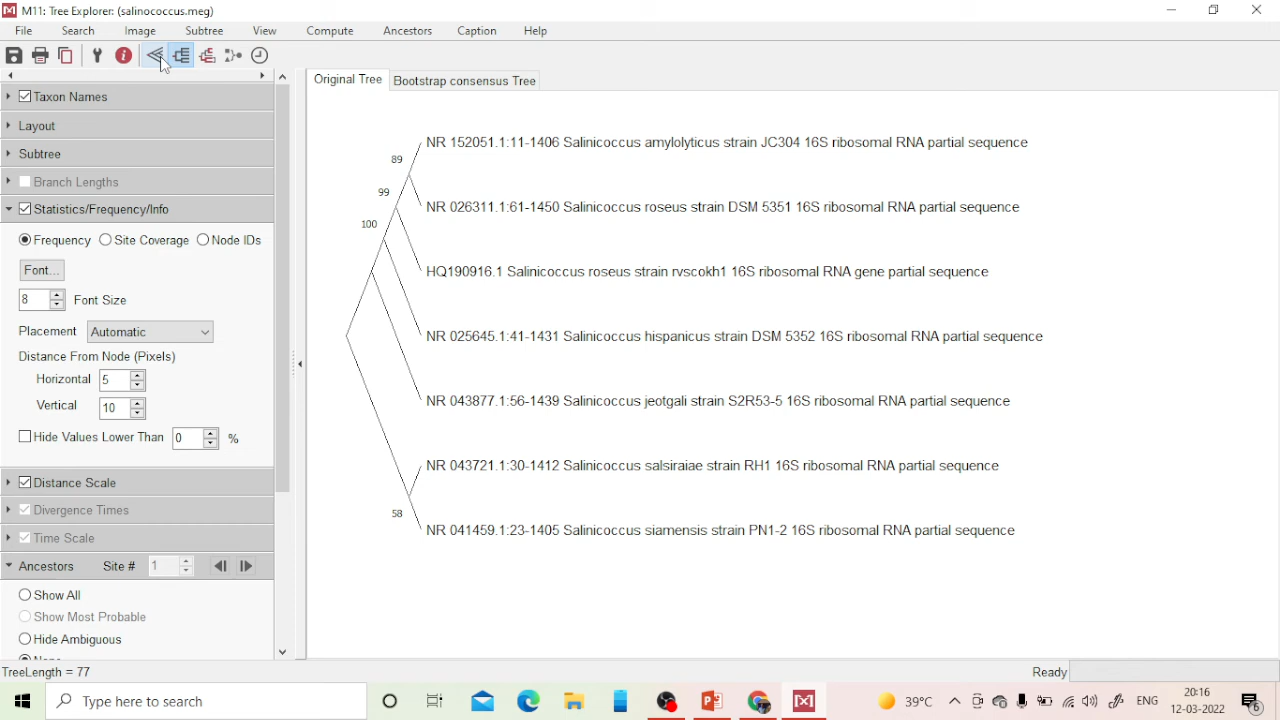 M11: Tree Explorer: (salinococcus.meg)
File Search Image Subtree View Compute Ancestors Caption Help
Original Tree Bootstrap consensus Tree
Taxon Names
Layout
Subtree
Branch Lengths
Statistics/Frequency/Info
Frequency Site Coverage Node IDs
Font...
8 Font Size
Placement Automatic
Distance From Node (Pixels)
Horizontal 5
Vertical 10
Hide Values Lower Than 0 %
Distance Scale
Divergence Times
Time Scale
Ancestors Site # 1
Show All
Show Most Probable
Hide Ambiguous
NR 152051.1:11-1406 Salinicoccus amylolyticus strain JC304 16S ribosomal RNA partial sequence
89
99
NR 026311.1:61-1450 Salinicoccus roseus strain DSM 5351 16S ribosomal RNA partial sequence
100
HQ190916.1 Salinicoccus roseus strain rvscokh1 16S ribosomal RNA gene partial sequence
NR 025645.1:41-1431 Salinicoccus hispanicus strain DSM 5352 16S ribosomal RNA partial sequence
NR 043877.1:56-1439 Salinicoccus jeotgali strain S2R53-5 16S ribosomal RNA partial sequence
NR 043721.1:30-1412 Salinicoccus salsiraiae strain RH1 16S ribosomal RNA partial sequence
58
NR 041459.1:23-1405 Salinicoccus siamensis strain PN1-2 16S ribosomal RNA partial sequence
TreeLength = 77
Ready
Type here to search
39°C
ENG
20:16
12-03-2022
6